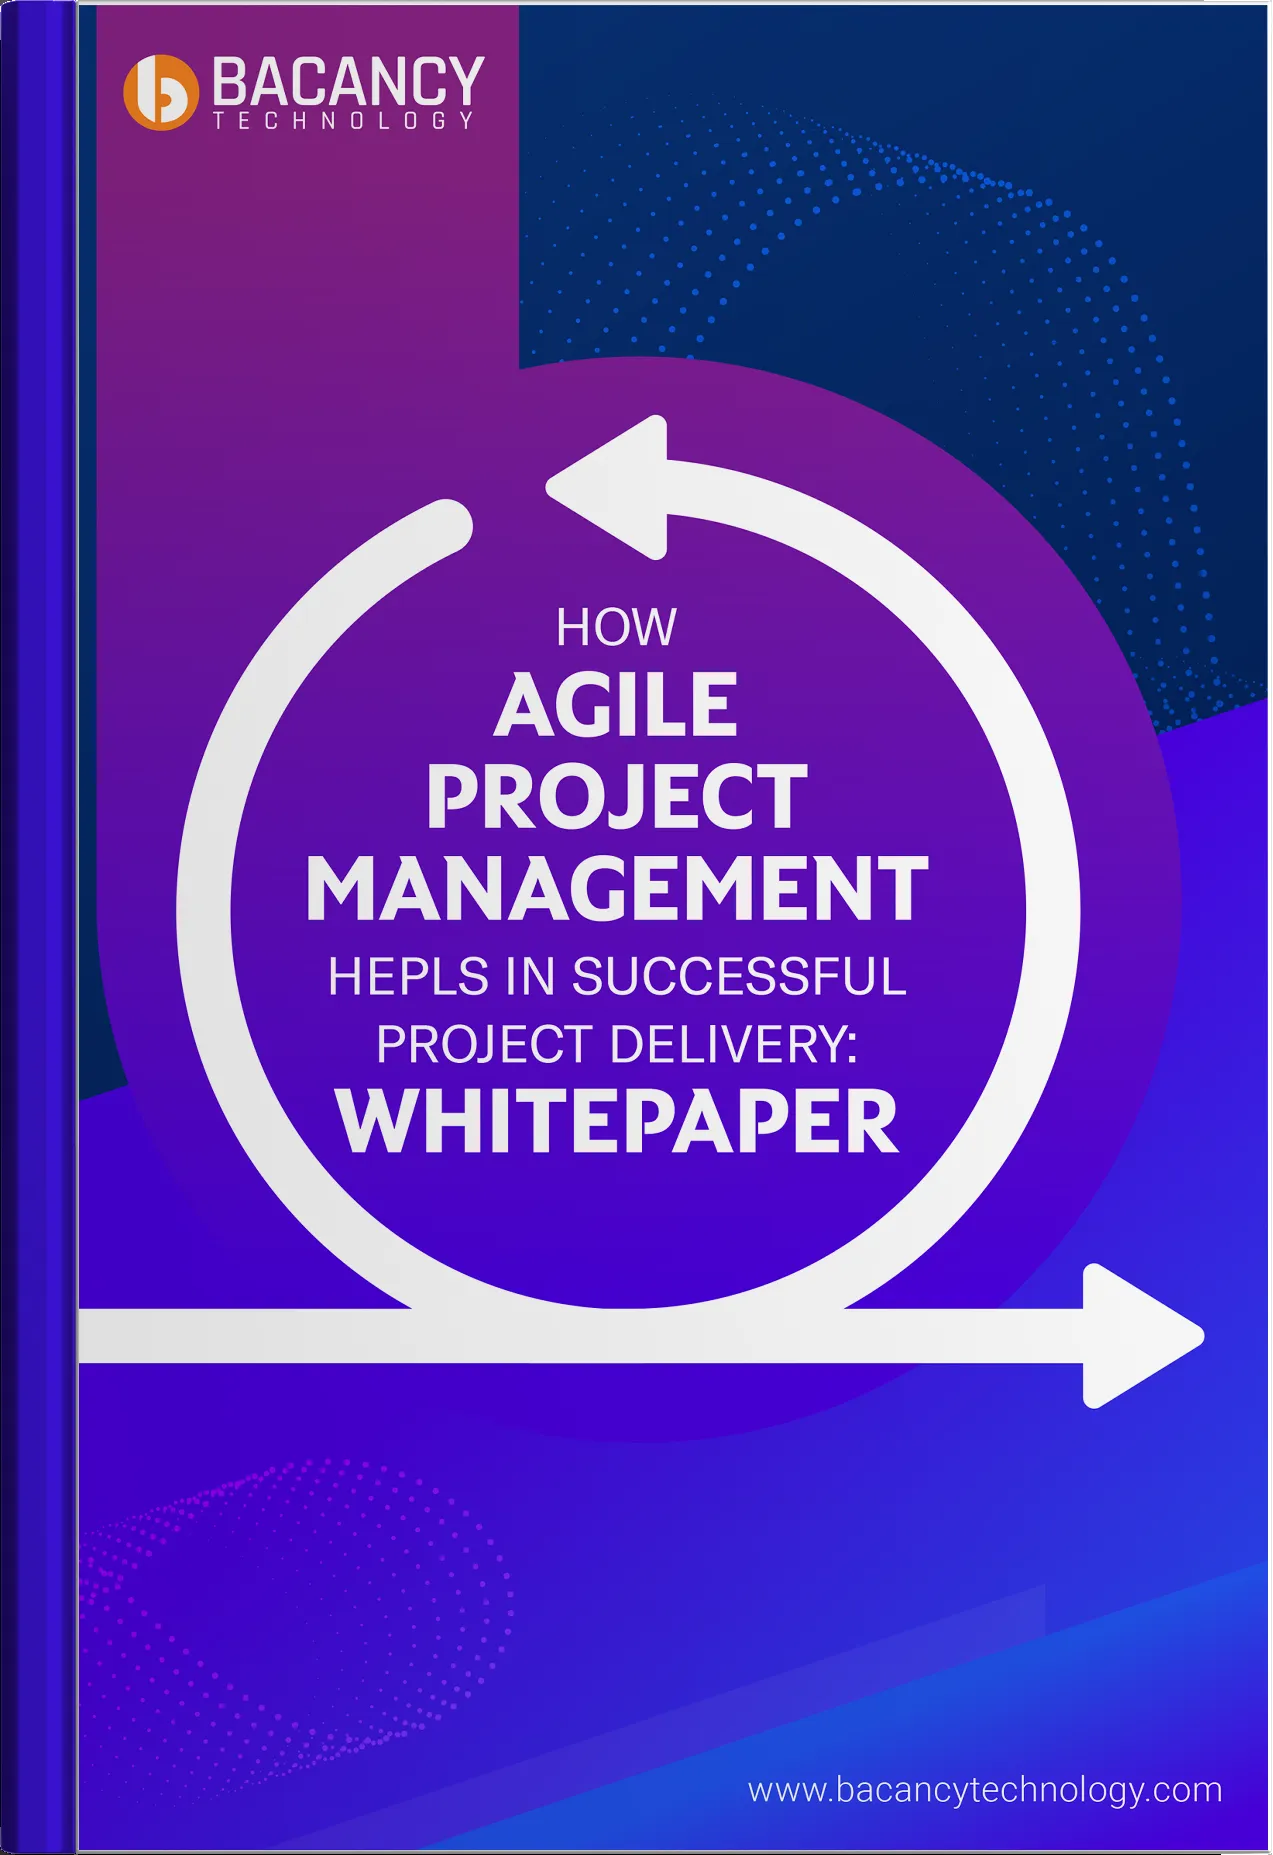 BACANCY
TECHNOLOGY
HOW
AGILE
PROJECT
MANAGEMENT
HEPLS IN SUCCESSFUL
PROJECT DELIVERY:
WHITEPAPER
www.bacancytechnology.com